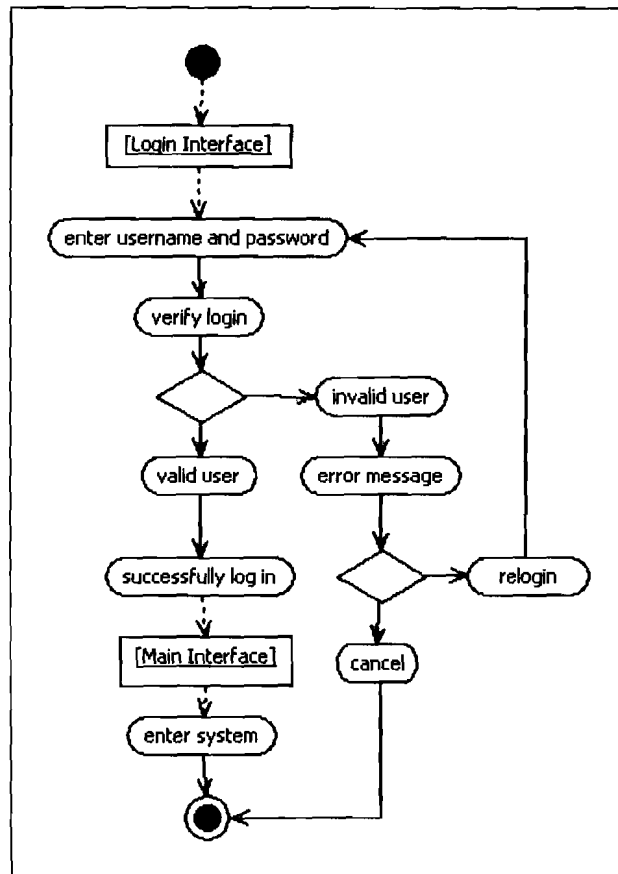 [Login Interface]
enter username and password
verify login
invalid user
valid user
error message
successfully log in
relogin
[Main Interface]
cancel
enter system